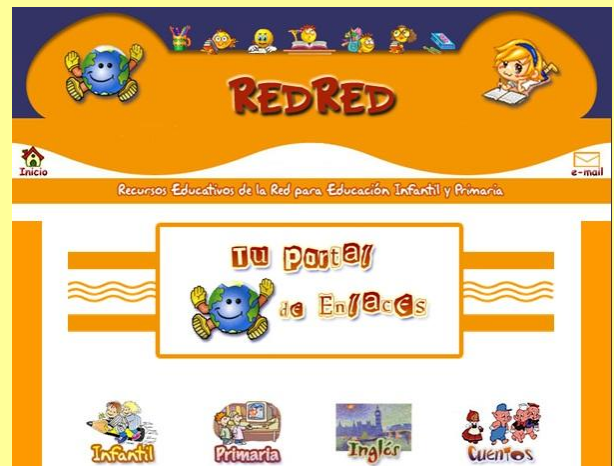 REDRED
Inicio
e-mail
Recursos Educativos de la Red para Educación Infantil y Primaria
Tu portal
de Enlaces
Infantil
Primaria
Inglés
Cuentos